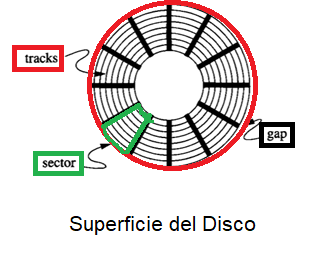 tracks
gap
sector
Superficie del Disco